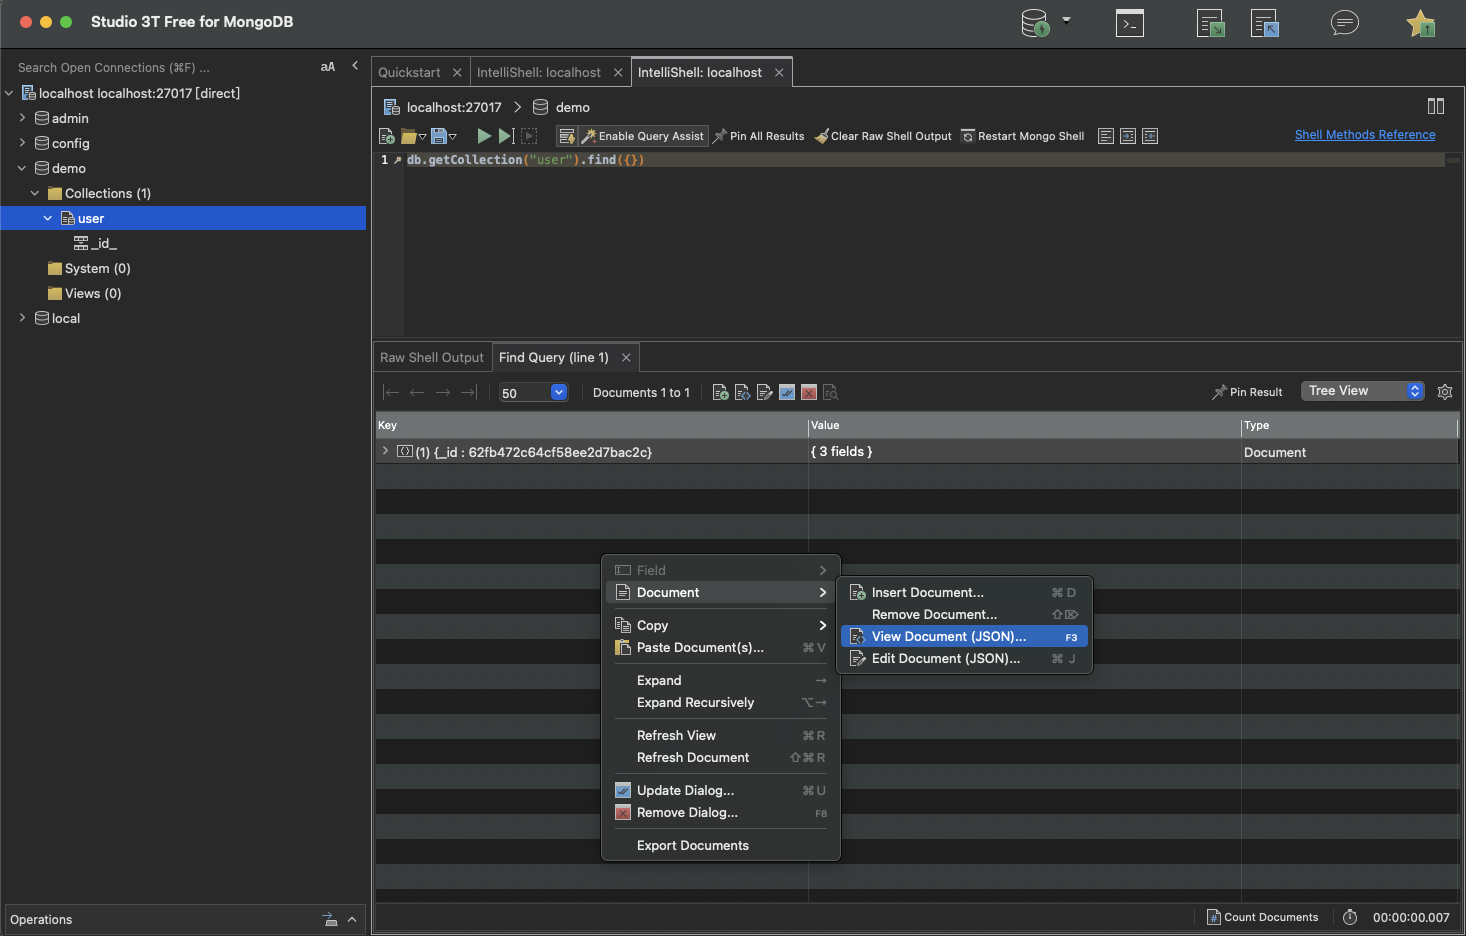 Studio 3T Free for MongoDB
Search Open Connections (⌘F) ...
aA
localhost localhost:27017 [direct]
admin
config
demo
Collections (1)
user
_id_
System (0)
Views (0)
local
Operations
Quickstart
IntelliShell: localhost
IntelliShell: localhost
localhost:27017
demo
Enable Query Assist
Pin All Results
Clear Raw Shell Output
Restart Mongo Shell
Shell Methods Reference
1
db.getCollection("user").find({})
Raw Shell Output
Find Query (line 1)
50
Documents 1 to 1
Pin Result
Tree View
Key
Value
Type
(1) {_id : 62fb472c64cf58ee2d7bac2c}
{ 3 fields }
Document
Field
Document
Copy
Paste Document(s)... ⌘ V
Expand →
Expand Recursively ⌥→
Refresh View ⌘ R
Refresh Document ⇧⌘ R
Update Dialog... ⌘ U
Remove Dialog... F8
Export Documents
Insert Document... ⌘ D
Remove Document... ⇧⌦
View Document (JSON)... F3
Edit Document (JSON)... ⌘ J
Count Documents
00:00:00.007